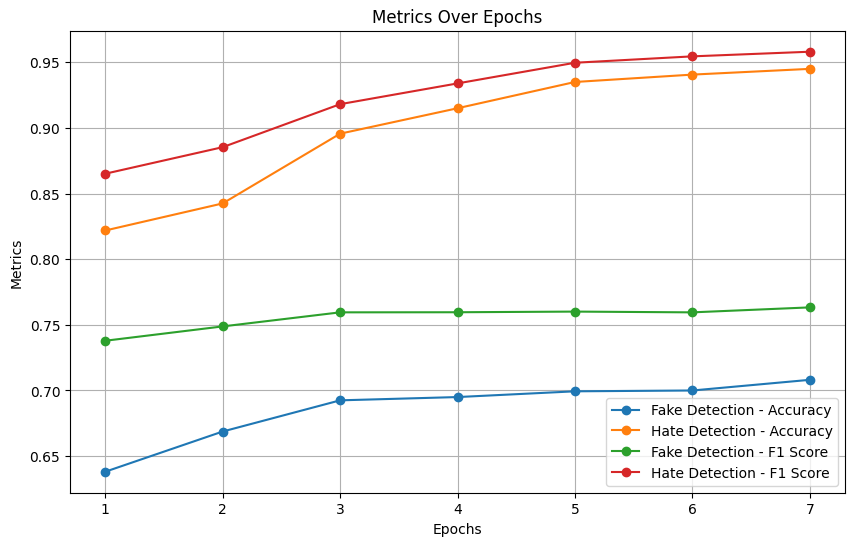 Metrics Over Epochs
0.95
0.90
0.85
0.80
0.75
0.70
0.65
Metrics
1 2 3 4 5 6 7
Epochs
Fake Detection - Accuracy
Hate Detection - Accuracy
Fake Detection - F1 Score
Hate Detection - F1 Score